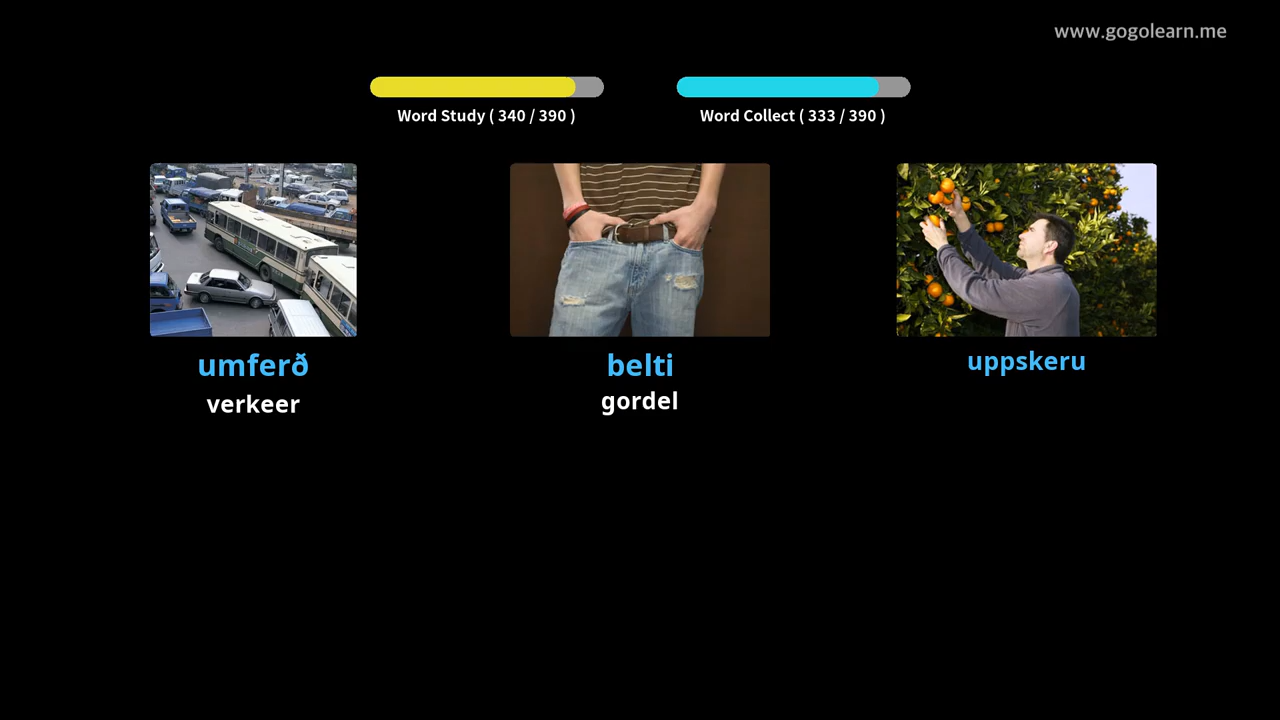 www.gogolearn.me
Word Study ( 340 / 390 )
Word Collect ( 333 / 390 )
umferð
verkeer
belti
gordel
uppskeru